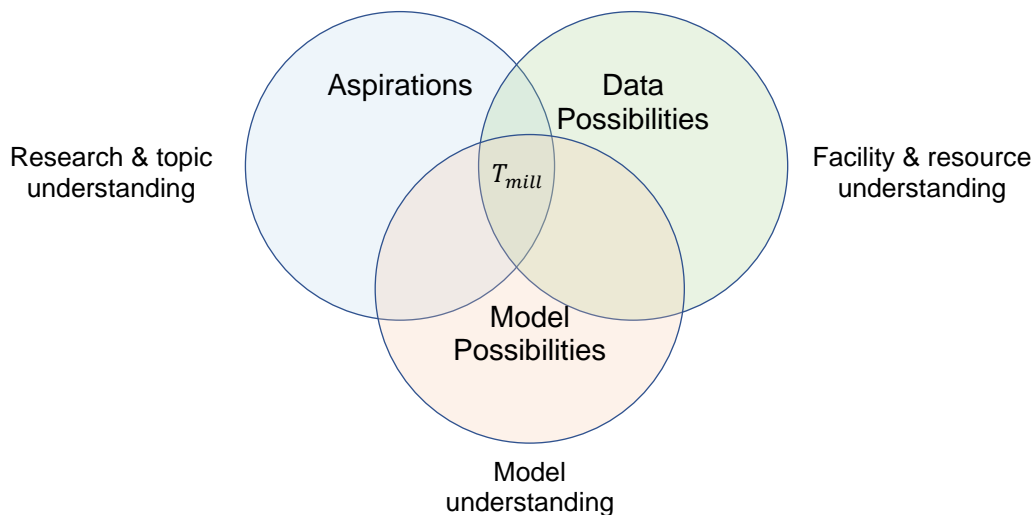 Aspirations
Data
Possibilities
Research & topic
understanding
T_mill
Facility & resource
understanding
Model
Possibilities
Model
understanding